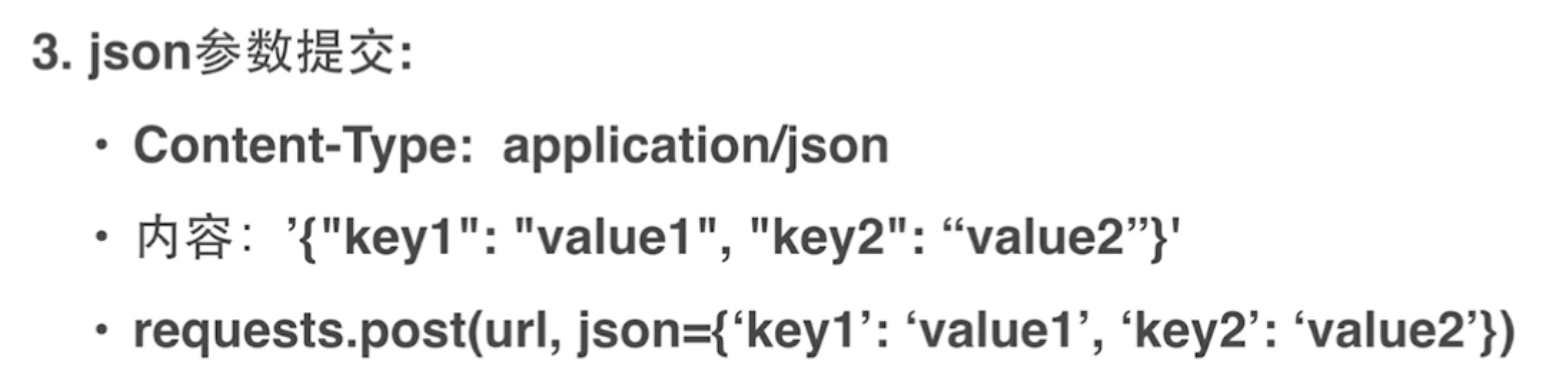 3. json参数提交:
• Content-Type:  application/json
• 内容：'{"key1": "value1", "key2": “value2”}'
• requests.post(url, json={‘key1’: ‘value1’, ‘key2’: ‘value2’})